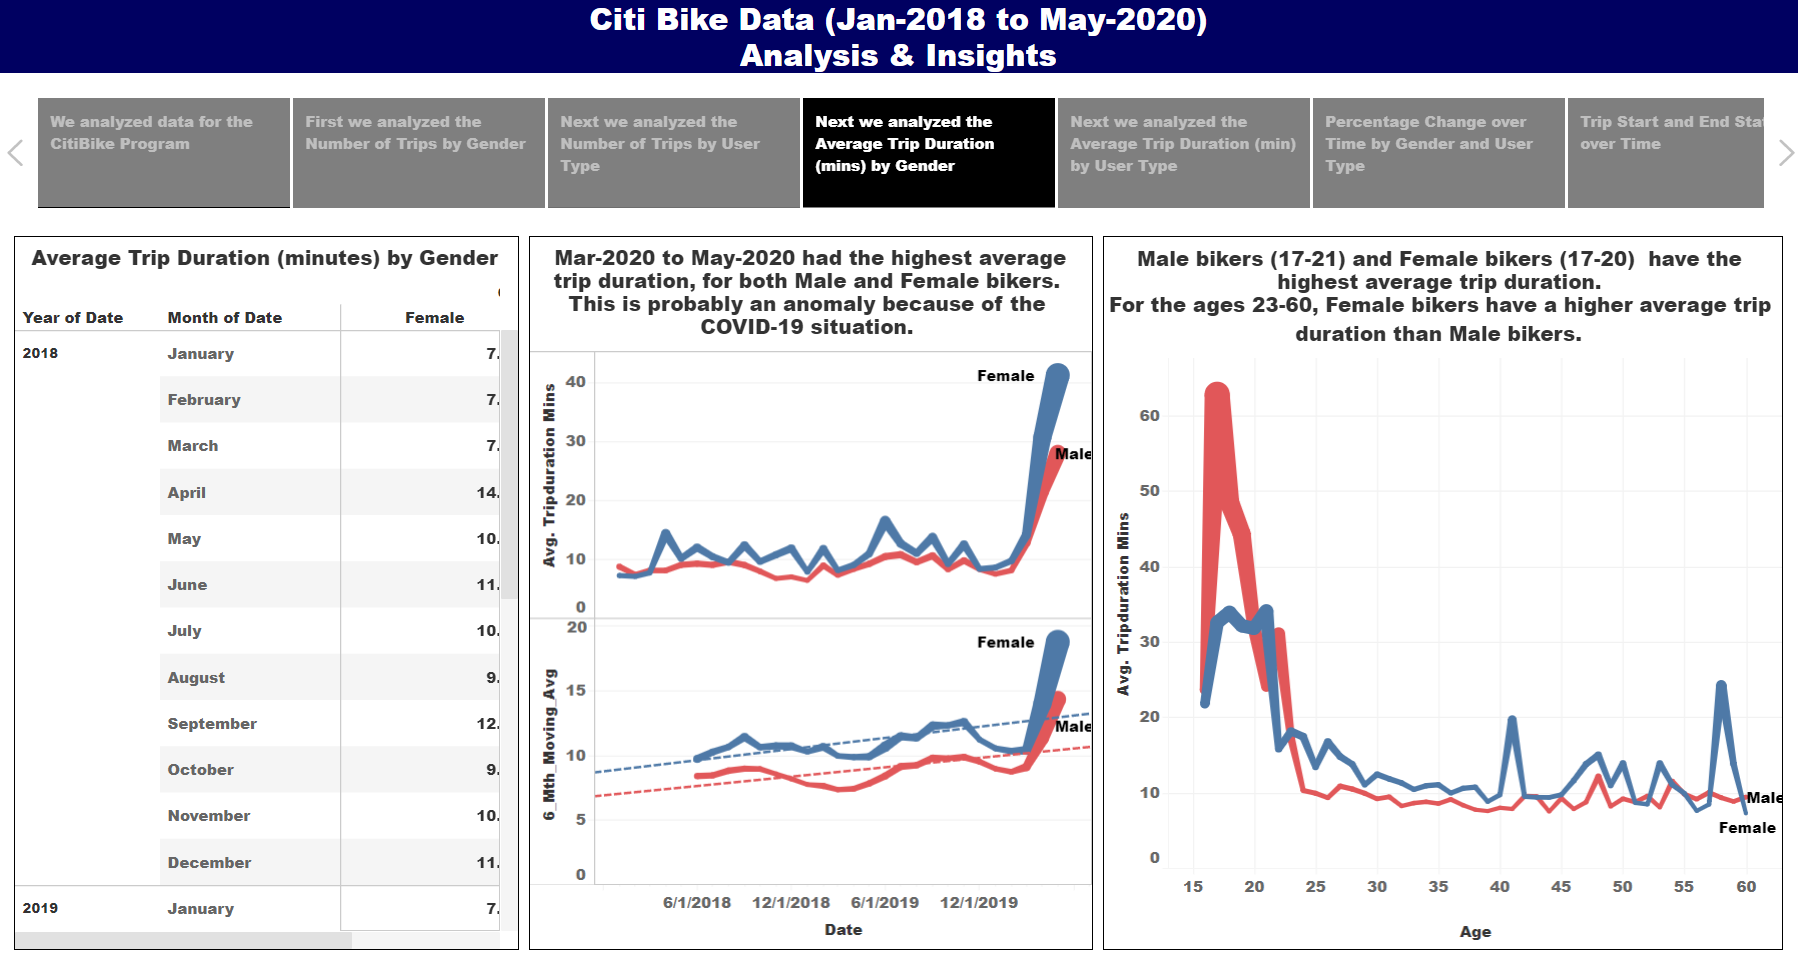 Citi Bike Data (Jan-2018 to May-2020)
Analysis & Insights
We analyzed data for the
CitiBike Program
First we analyzed the
Number of Trips by Gender
Next we analyzed the
Number of Trips by User
Type
Next we analyzed the
Average Trip Duration
(mins) by Gender
Next we analyzed the
Average Trip Duration (min)
by User Type
Percentage Change over
Time by Gender and User
Type
Trip Start and End Sta
over Time
Average Trip Duration (minutes) by Gender
Year of Date Month of Date Female
2018 January 7.
February 7.
March 7.
April 14.
May 10.
June 11.
July 10.
August 9.
September 12.
October 9.
November 10.
December 11.
2019 January 7.
Mar-2020 to May-2020 had the highest average
trip duration, for both Male and Female bikers.
This is probably an anomaly because of the
COVID-19 situation.
Avg. Tripduration Mins
40
30
20
10
0
Female
Male
6_Mth_Moving_Avg
20
15
10
5
0
Female
Male
6/1/2018 12/1/2018 6/1/2019 12/1/2019
Date
Male bikers (17-21) and Female bikers (17-20) have the
highest average trip duration.
For the ages 23-60, Female bikers have a higher average trip
duration than Male bikers.
Avg. Tripduration Mins
60
50
40
30
20
10
0
Male
Female
15 20 25 30 35 40 45 50 55 60
Age